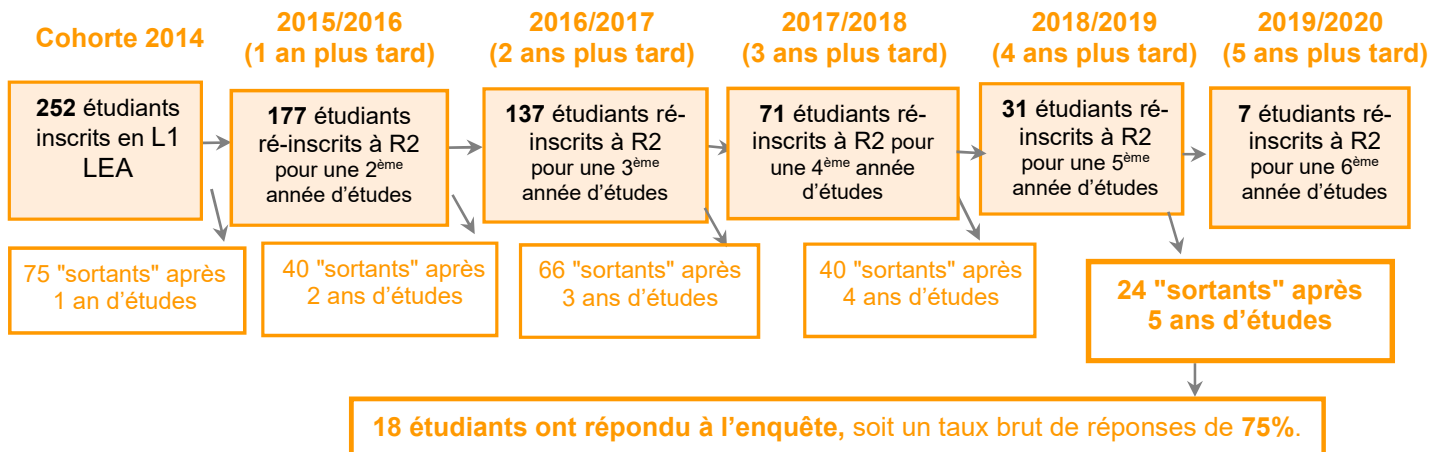 Cohorte 2014
2015/2016
(1 an plus tard)
2016/2017
(2 ans plus tard)
2017/2018
(3 ans plus tard)
2018/2019
(4 ans plus tard)
2019/2020
(5 ans plus tard)
252 étudiants
inscrits en L1
LEA
177 étudiants
ré-inscrits à R2
pour une 2ème
année d'études
137 étudiants ré-
inscrits à R2
pour une 3ème
année d'études
71 étudiants ré-
inscrits à R2 pour
une 4ème année
d'études
31 étudiants ré-
inscrits à R2
pour une 5ème
année d'études
7 étudiants ré-
inscrits à R2
pour une 6ème
année d'études
75 "sortants" après
1 an d'études
40 "sortants" après
2 ans d'études
66 "sortants" après
3 ans d'études
40 "sortants" après
4 ans d'études
24 "sortants" après
5 ans d'études
18 étudiants ont répondu à l'enquête, soit un taux brut de réponses de 75%.